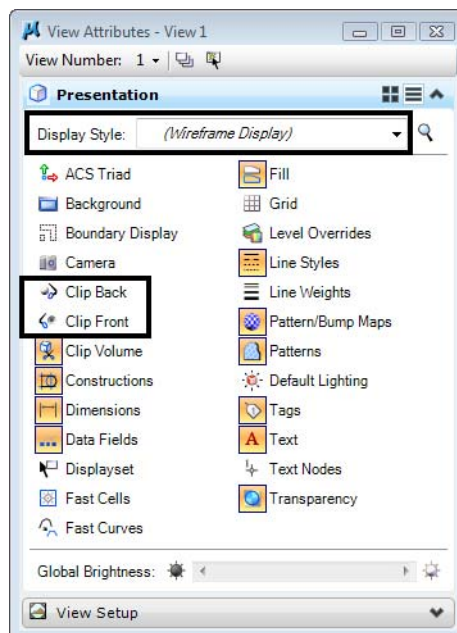 View Attributes - View 1
View Number: 1
Presentation
Display Style: (Wireframe Display)
ACS Triad
Background
Boundary Display
Camera
Clip Back
Clip Front
Clip Volume
Constructions
Dimensions
Data Fields
Displayset
Fast Cells
Fast Curves
Fill
Grid
Level Overrides
Line Styles
Line Weights
Pattern/Bump Maps
Patterns
Default Lighting
Tags
Text
Text Nodes
Transparency
Global Brightness:
View Setup